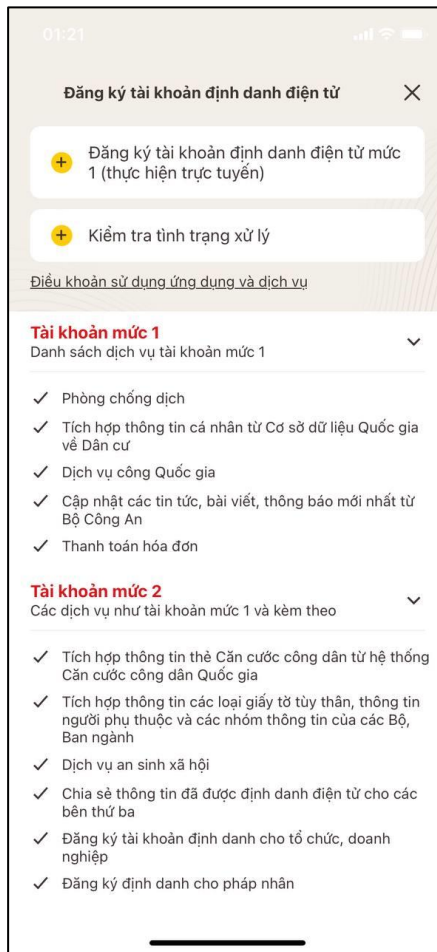 01:21
Đăng ký tài khoản định danh điện tử
Đăng ký tài khoản định danh điện tử mức
1 (thực hiện trực tuyến)
Kiểm tra tình trạng xử lý
Điều khoản sử dụng ứng dụng và dịch vụ
Tài khoản mức 1
Danh sách dịch vụ tài khoản mức 1
Phòng chống dịch
Tích hợp thông tin cá nhân từ Cơ sở dữ liệu Quốc gia
về Dân cư
Dịch vụ công Quốc gia
Cập nhật các tin tức, bài viết, thông báo mới nhất từ
Bộ Công An
Thanh toán hóa đơn
Tài khoản mức 2
Các dịch vụ như tài khoản mức 1 và kèm theo
Tích hợp thông tin thẻ Căn cước công dân từ hệ thống
Căn cước công dân Quốc gia
Tích hợp thông tin các loại giấy tờ tùy thân, thông tin
người phụ thuộc và các nhóm thông tin của các Bộ,
Ban ngành
Dịch vụ an sinh xã hội
Chia sẻ thông tin đã được định danh điện tử cho các
bên thứ ba
Đăng ký tài khoản định danh cho tổ chức, doanh
nghiệp
Đăng ký định danh cho pháp nhân